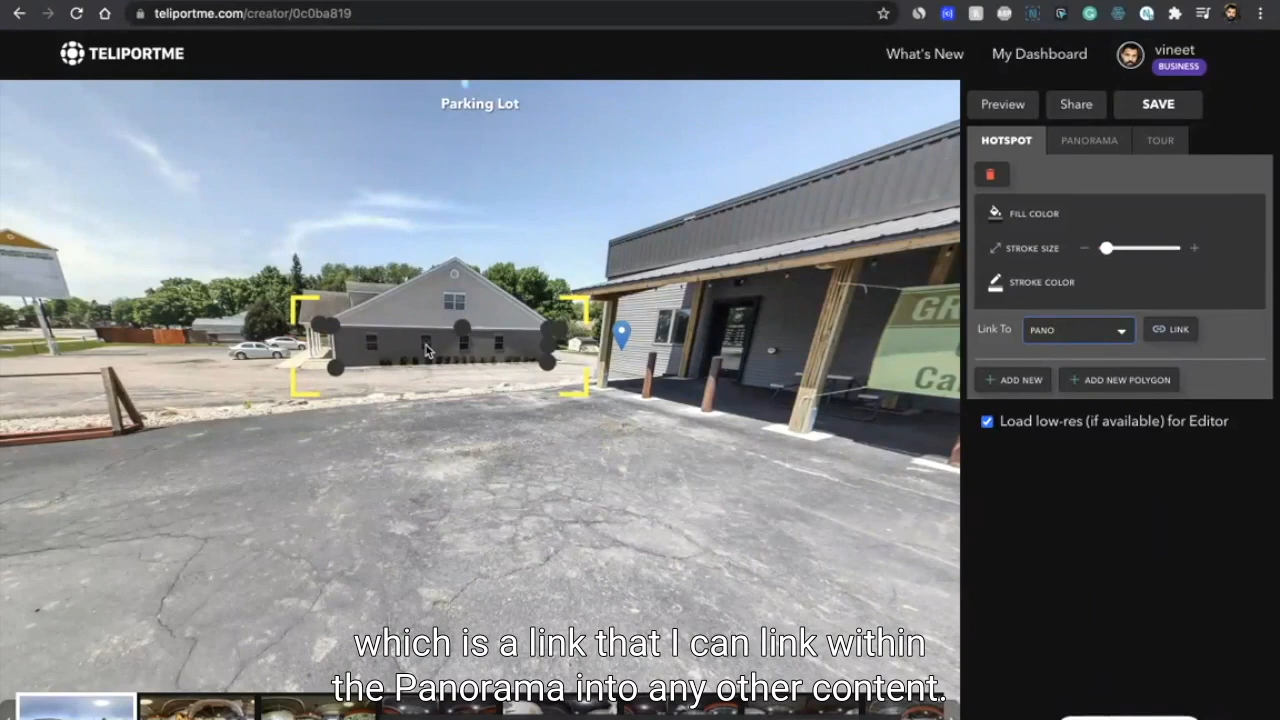 teliportme.com/creator/0c0ba819
TELIPORTME
What's New
My Dashboard
vineet
BUSINESS
Parking Lot
Preview
Share
SAVE
HOTSPOT
PANORAMA
TOUR
FILL COLOR
STROKE SIZE
STROKE COLOR
Link To
PANO
LINK
+ ADD NEW
+ ADD NEW POLYGON
Load low-res (if available) for Editor
GR
Ca
which is a link that I can link within
the Panorama into any other content.